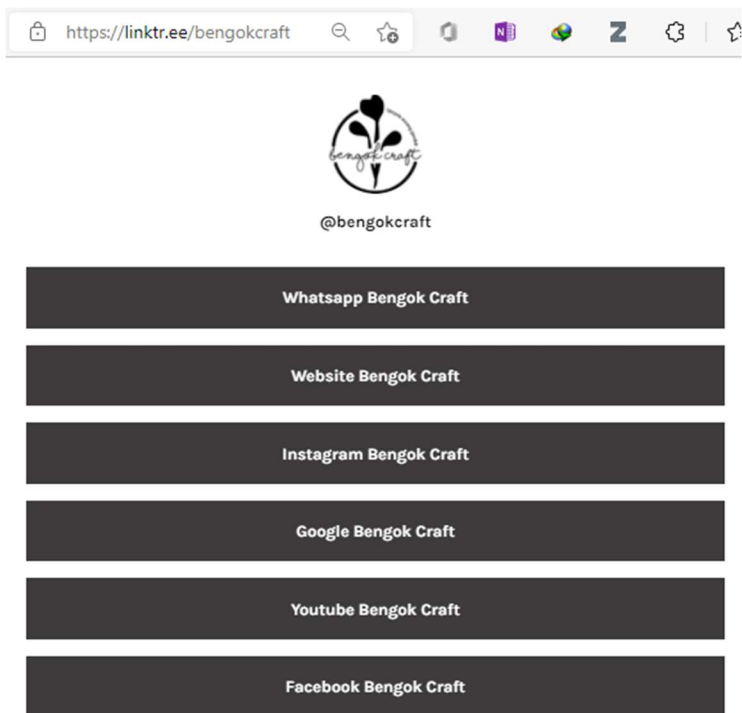 https://linktr.ee/bengokcraft
bengok craft
@bengokcraft
Whatsapp Bengok Craft
Website Bengok Craft
Instagram Bengok Craft
Google Bengok Craft
Youtube Bengok Craft
Facebook Bengok Craft